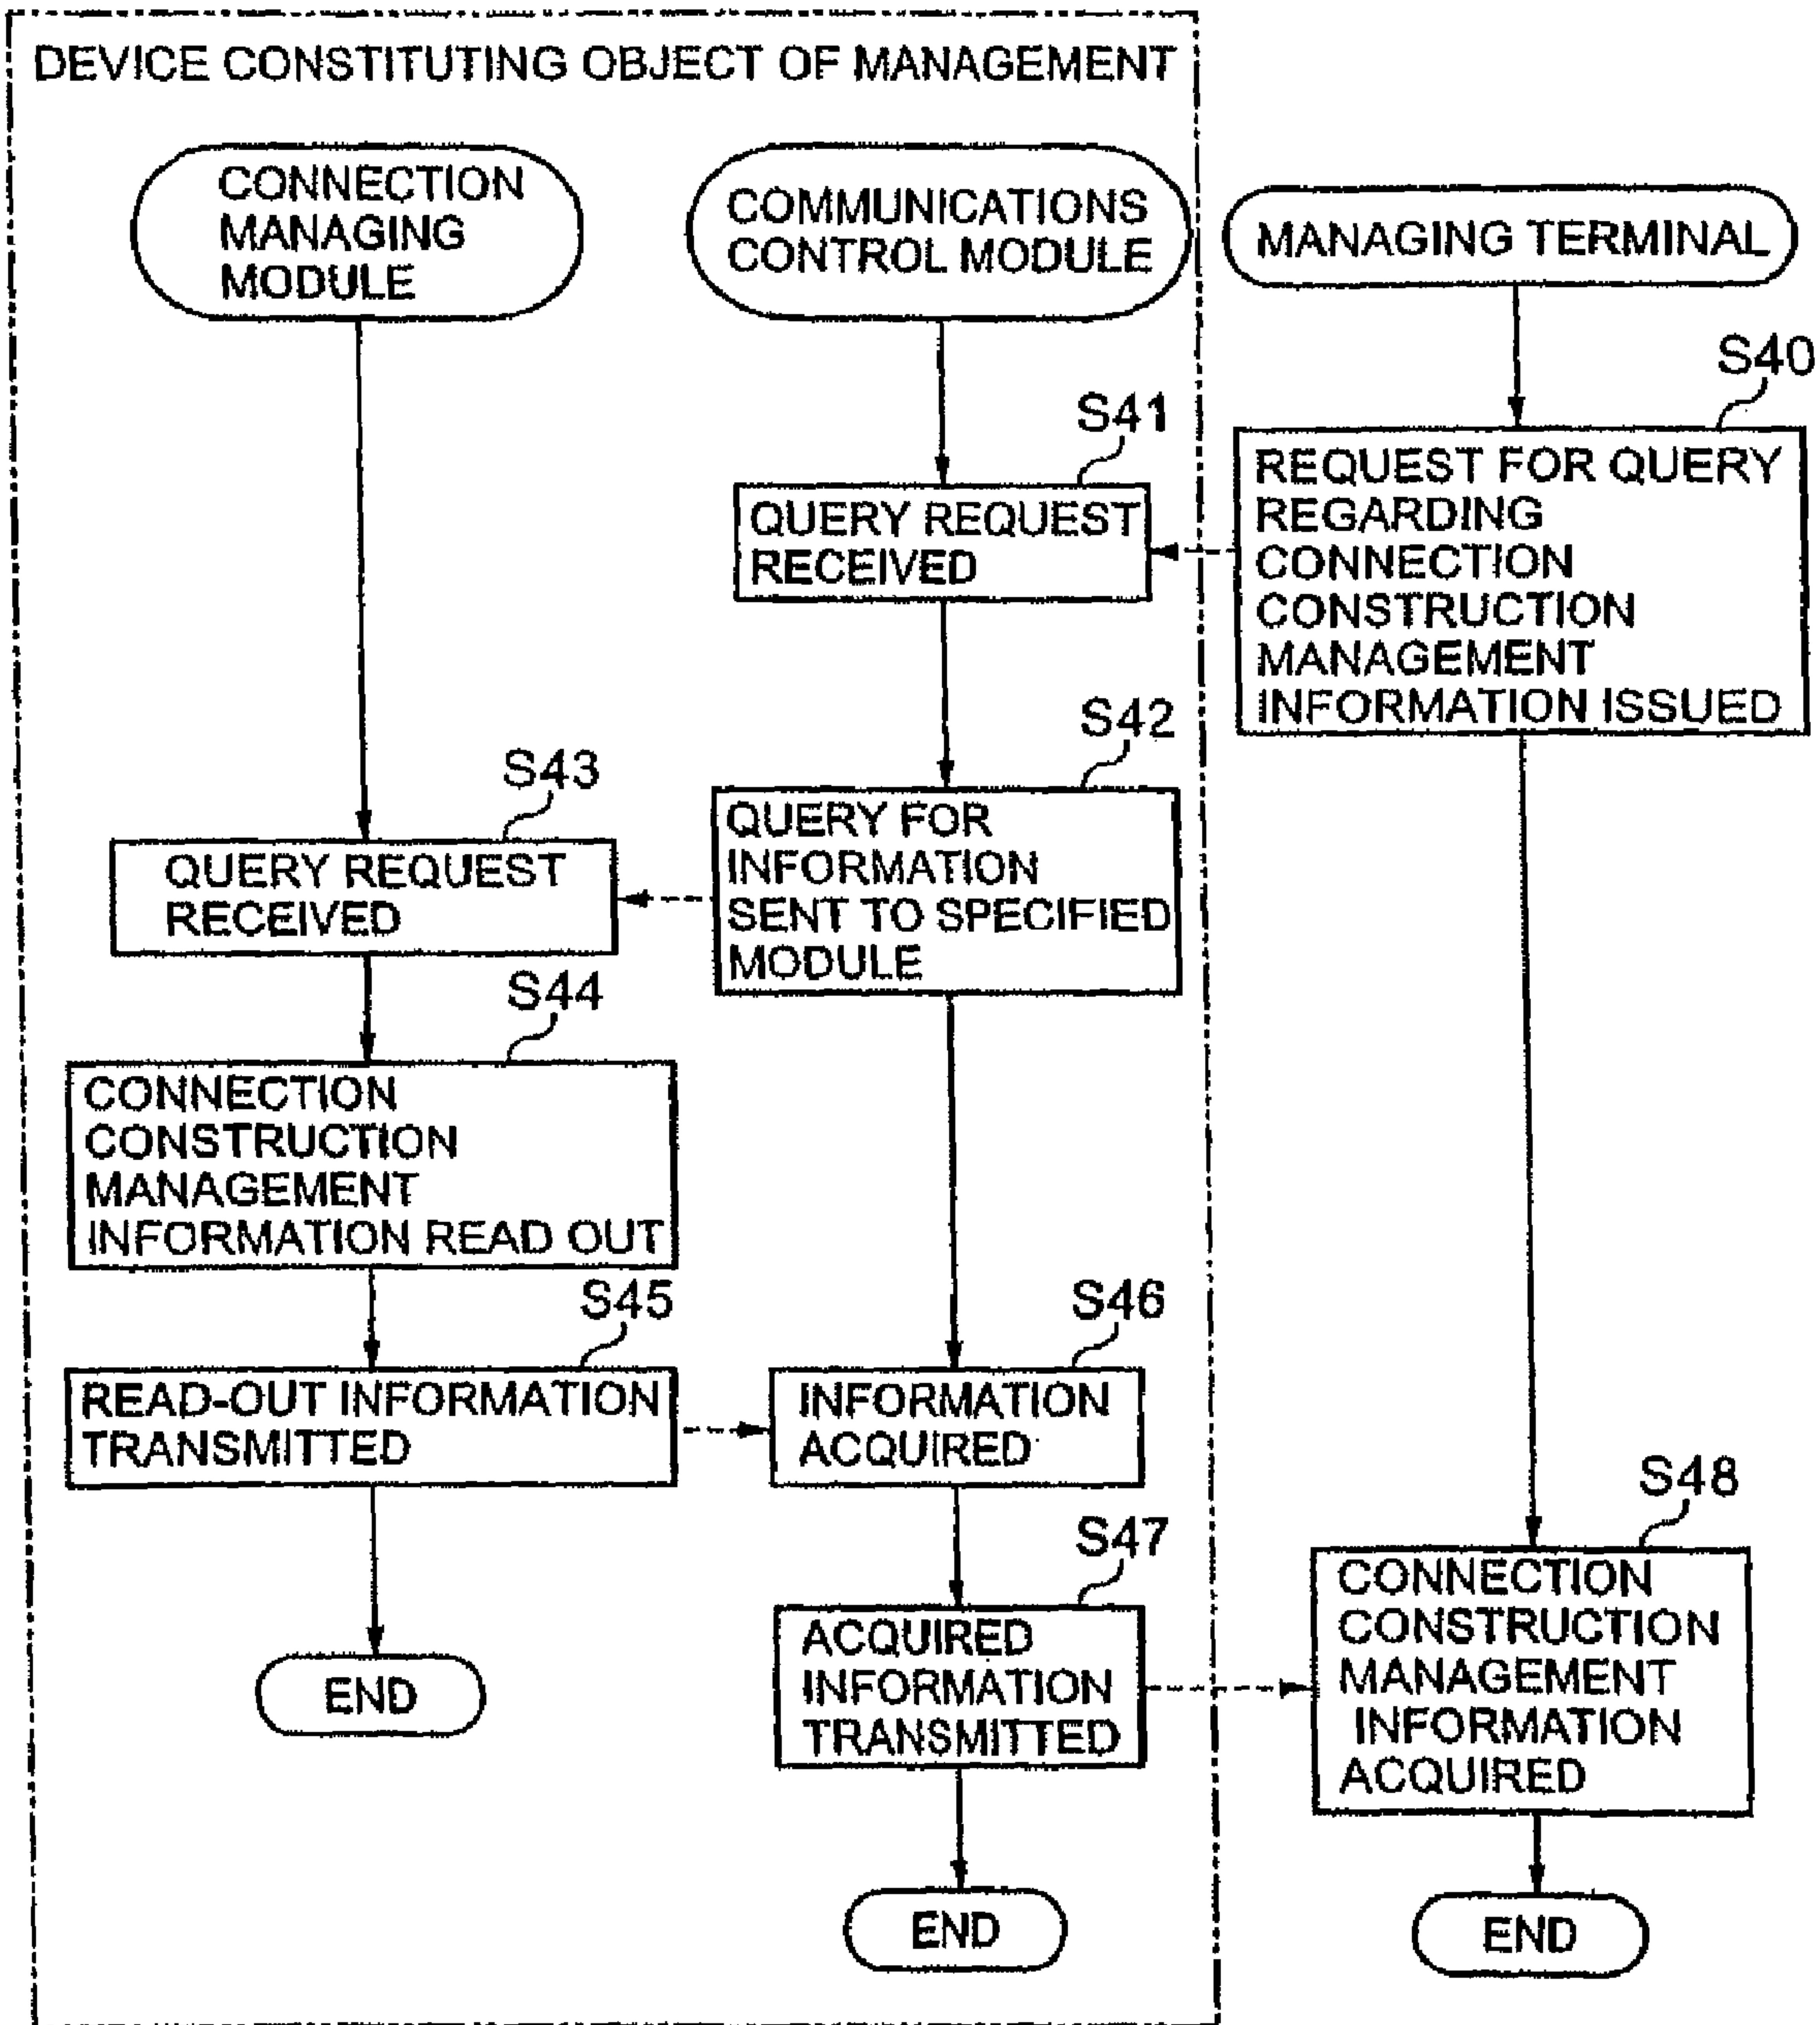 DEVICE CONSTITUTING OBJECT OF MANAGEMENT
CONNECTION
MANAGING
MODULE
COMMUNICATIONS
CONTROL MODULE
MANAGING TERMINAL
S40
REQUEST FOR QUERY
REGARDING
CONNECTION
CONSTRUCTION
MANAGEMENT
INFORMATION ISSUED
S41
QUERY REQUEST
RECEIVED
S42
QUERY FOR
INFORMATION
SENT TO SPECIFIED
MODULE
S43
QUERY REQUEST
RECEIVED
S44
CONNECTION
CONSTRUCTION
MANAGEMENT
INFORMATION READ OUT
S45
READ-OUT INFORMATION
TRANSMITTED
S46
INFORMATION
ACQUIRED
S47
ACQUIRED
INFORMATION
TRANSMITTED
S48
CONNECTION
CONSTRUCTION
MANAGEMENT
INFORMATION
ACQUIRED
END
END
END